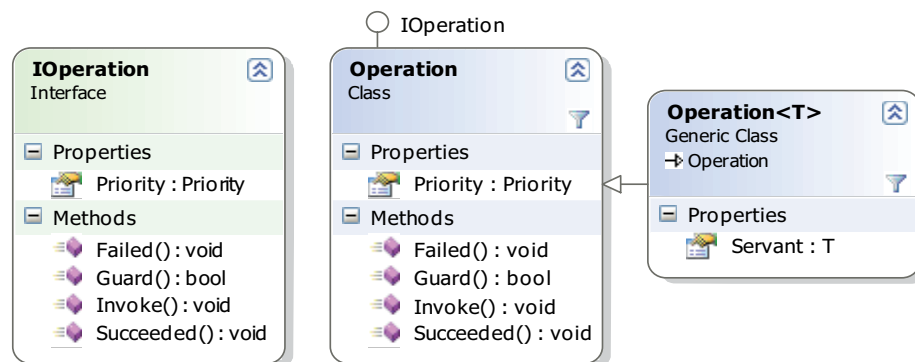 IOperation
IOperation
Interface
Properties
Priority : Priority
Methods
Failed() : void
Guard() : bool
Invoke() : void
Succeeded() : void
Operation
Class
Properties
Priority : Priority
Methods
Failed() : void
Guard() : bool
Invoke() : void
Succeeded() : void
Operation<T>
Generic Class
Operation
Properties
Servant : T